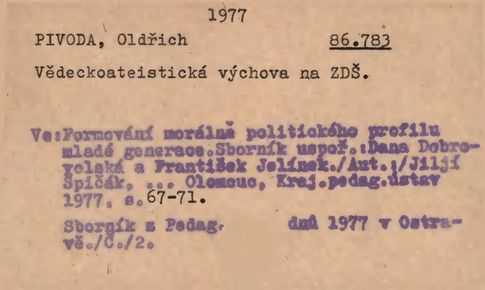 1977
PIVODA, Oldřich 86.783
Vědeckoateistická výchova na ZDŠ.
Ve:Formování morálně politického profilu
mladé generace.Sborník uspoř.:Dana Dobro-
volská a František Jelínek./Aut.:/Jiljí
Špičák, ... Olomouc, Kraj.pedag.ústav
1977. s.67-71.
Sborník z Pedag. dnů 1977 v Ostra-
vě./Č./2.